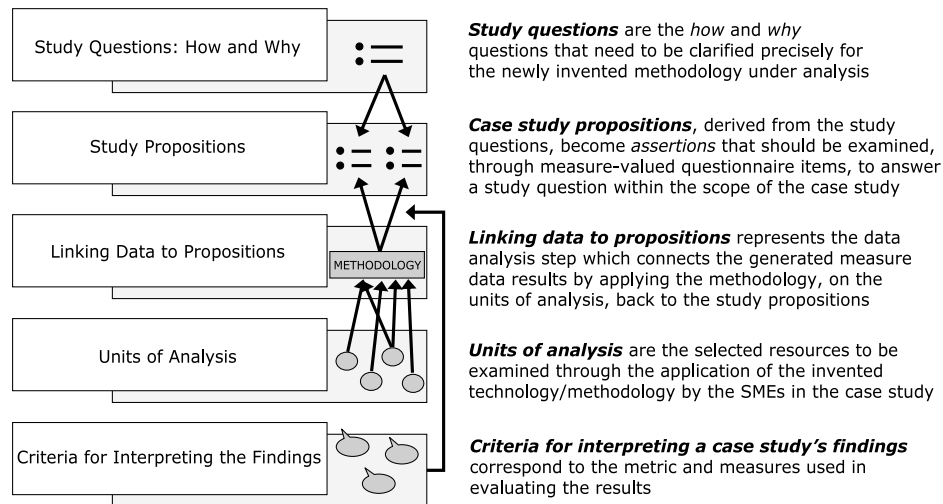 Study Questions: How and Why
Study questions are the how and why
questions that need to be clarified precisely for
the newly invented methodology under analysis
Study Propositions
Case study propositions, derived from the study
questions, become assertions that should be examined,
through measure-valued questionnaire items, to answer
a study question within the scope of the case study
Linking Data to Propositions
METHODOLOGY
Linking data to propositions represents the data
analysis step which connects the generated measure
data results by applying the methodology, on the
units of analysis, back to the study propositions
Units of Analysis
Units of analysis are the selected resources to be
examined through the application of the invented
technology/methodology by the SMEs in the case study
Criteria for Interpreting the Findings
Criteria for interpreting a case study's findings
correspond to the metric and measures used in
evaluating the results